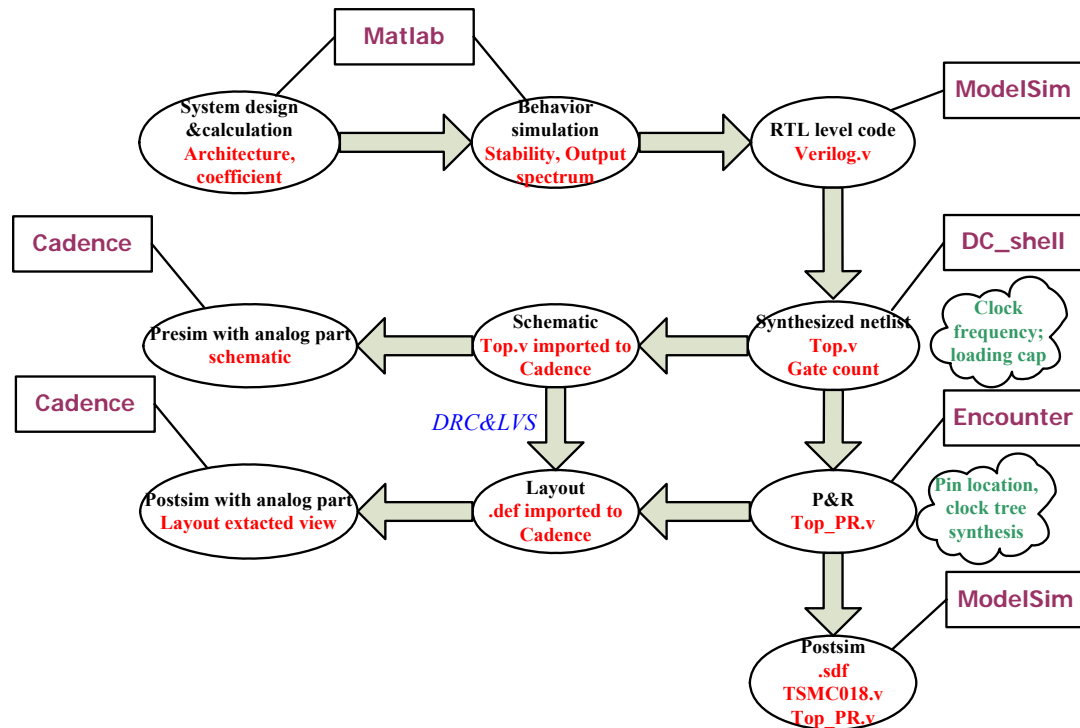 Matlab
System design
&calculation
Architecture,
coefficient
Behavior
simulation
Stability, Output
spectrum
ModelSim
RTL level code
Verilog.v
Cadence
DC_shell
Presim with analog part
schematic
Schematic
Top.v imported to
Cadence
Synthesized netlist
Top.v
Gate count
Clock
frequency;
loading cap
Cadence
DRC&LVS
Encounter
Postsim with analog part
Layout extacted view
Layout
.def imported to
Cadence
P&R
Top_PR.v
Pin location,
clock tree
synthesis
ModelSim
Postsim
.sdf
TSMC018.v
Top_PR.v